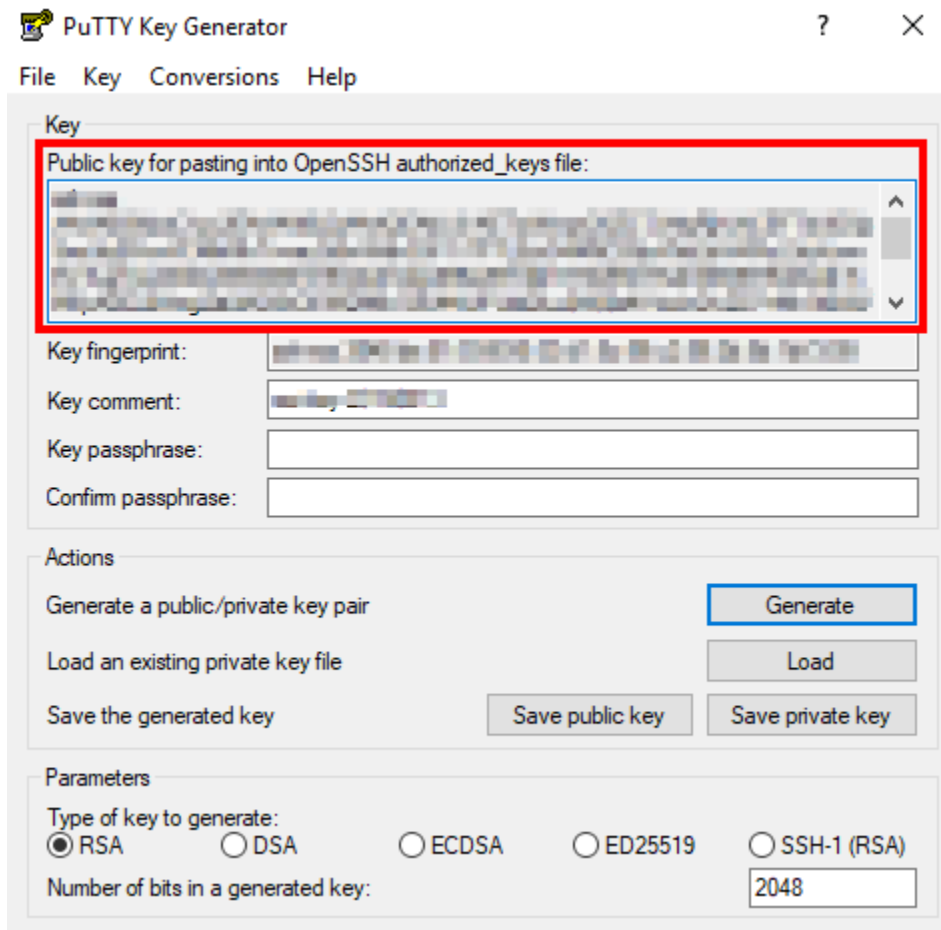 PuTTY Key Generator ? ×
File Key Conversions Help
Key
Public key for pasting into OpenSSH authorized_keys file:
Key fingerprint:
Key comment:
Key passphrase:
Confirm passphrase:
Actions
Generate a public/private key pair Generate
Load an existing private key file Load
Save the generated key Save public key Save private key
Parameters
Type of key to generate:
RSA DSA ECDSA ED25519 SSH-1 (RSA)
Number of bits in a generated key: 2048